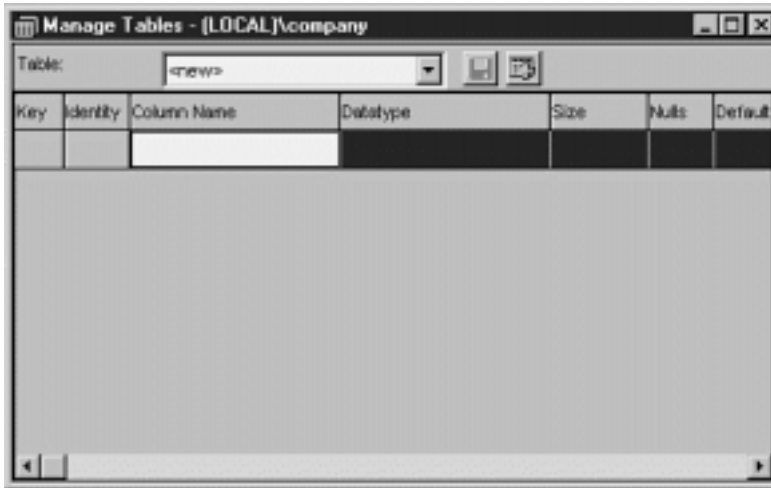 Manage Tables - (LOCAL)\company
Table:
<new>
Key Identity Column Name Datatype Size Nulls Default